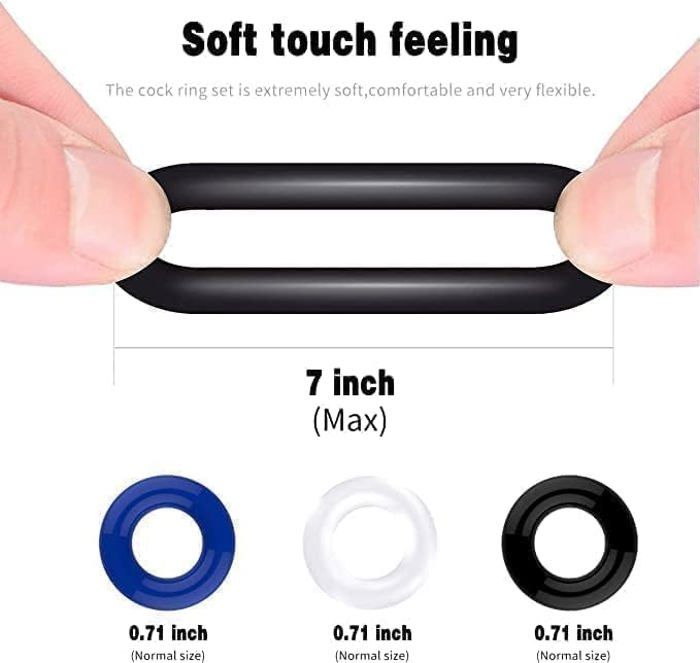 Soft touch feeling
The cock ring set is extremely soft,comfortable and very flexible.
7 inch
(Max)
0.71 inch
(Normal size)
0.71 inch
(Normal size)
0.71 inch
(Normal size)